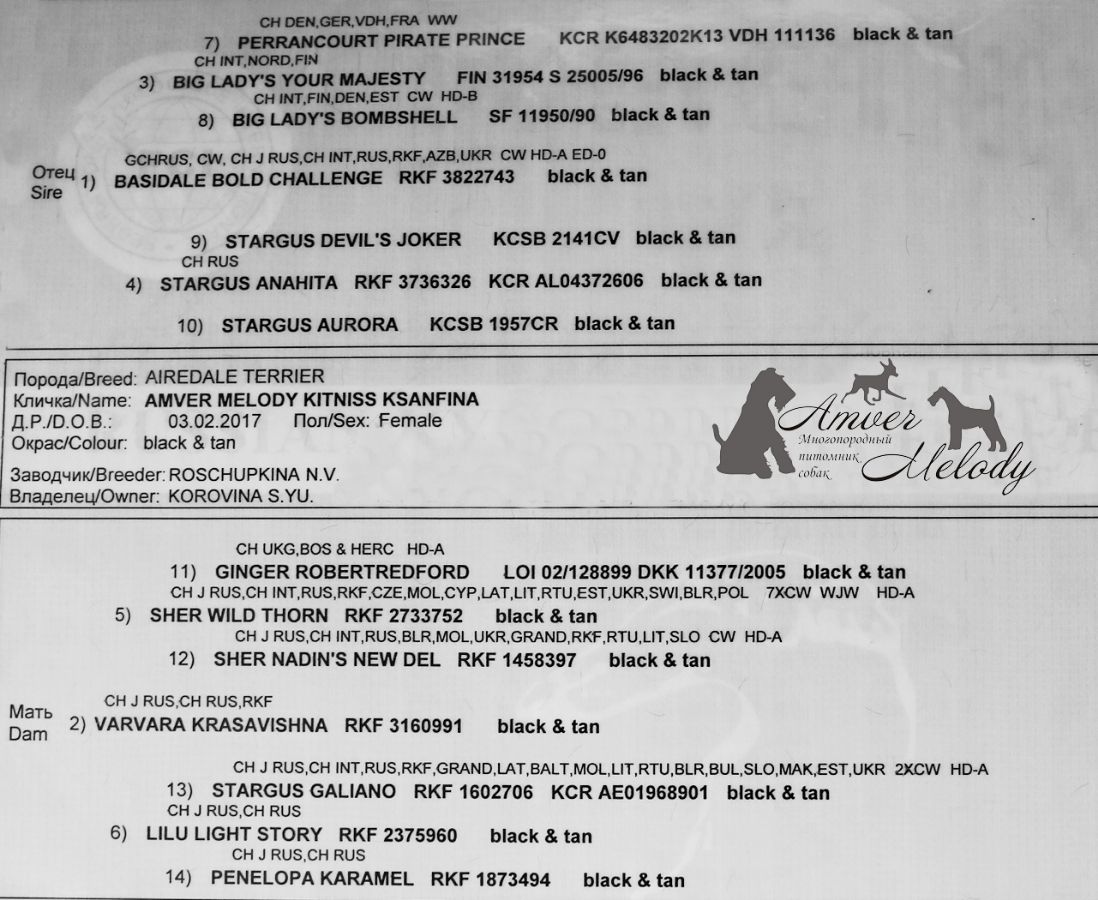 CH DEN,GER,VDH,FRA WW
7) PERRANCOURT PIRATE PRINCE KCR K6483202K13 VDH 111136 black & tan
CH INT,NORD,FIN
3) BIG LADY'S YOUR MAJESTY FIN 31954 S 25005/96 black & tan
CH INT,FIN,DEN,EST CW HD-B
8) BIG LADY'S BOMBSHELL SF 11950/90 black & tan
GCHRUS, CW, CH J RUS,CH INT,RUS,RKF,AZB,UKR CW HD-A ED-0
Отец
Sire
1) BASIDALE BOLD CHALLENGE RKF 3822743 black & tan
9) STARGUS DEVIL'S JOKER KCSB 2141CV black & tan
CH RUS
4) STARGUS ANAHITA RKF 3736326 KCR AL04372606 black & tan
10) STARGUS AURORA KCSB 1957CR black & tan
Порода/Breed: AIREDALE TERRIER
Кличка/Name: AMVER MELODY KITNISS KSANFINA
Д.Р./D.O.B.: 03.02.2017 Пол/Sex: Female
Окрас/Colour: black & tan
Заводчик/Breeder: ROSCHUPKINA N.V.
Владелец/Owner: KOROVINA S.YU.
Amver
Многопородный
питомник
собак
Melody
CH UKG,BOS & HERC HD-A
11) GINGER ROBERTREDFORD LOI 02/128899 DKK 11377/2005 black & tan
CH J RUS,CH INT,RUS,RKF,CZE,MOL,CYP,LAT,LIT,RTU,EST,UKR,SWI,BLR,POL 7XCW WJW HD-A
5) SHER WILD THORN RKF 2733752 black & tan
CH J RUS,CH INT,RUS,BLR,MOL,UKR,GRAND,RKF,RTU,LIT,SLO CW HD-A
12) SHER NADIN'S NEW DEL RKF 1458397 black & tan
CH J RUS,CH RUS,RKF
Мать
Dam
2) VARVARA KRASAVISHNA RKF 3160991 black & tan
CH J RUS,CH INT,RUS,RKF,GRAND,LAT,BALT,MOL,LIT,RTU,BLR,BUL,SLO,MAK,EST,UKR 2XCW HD-A
13) STARGUS GALIANO RKF 1602706 KCR AE01968901 black & tan
CH J RUS,CH RUS
6) LILU LIGHT STORY RKF 2375960 black & tan
CH J RUS,CH RUS
14) PENELOPA KARAMEL RKF 1873494 black & tan